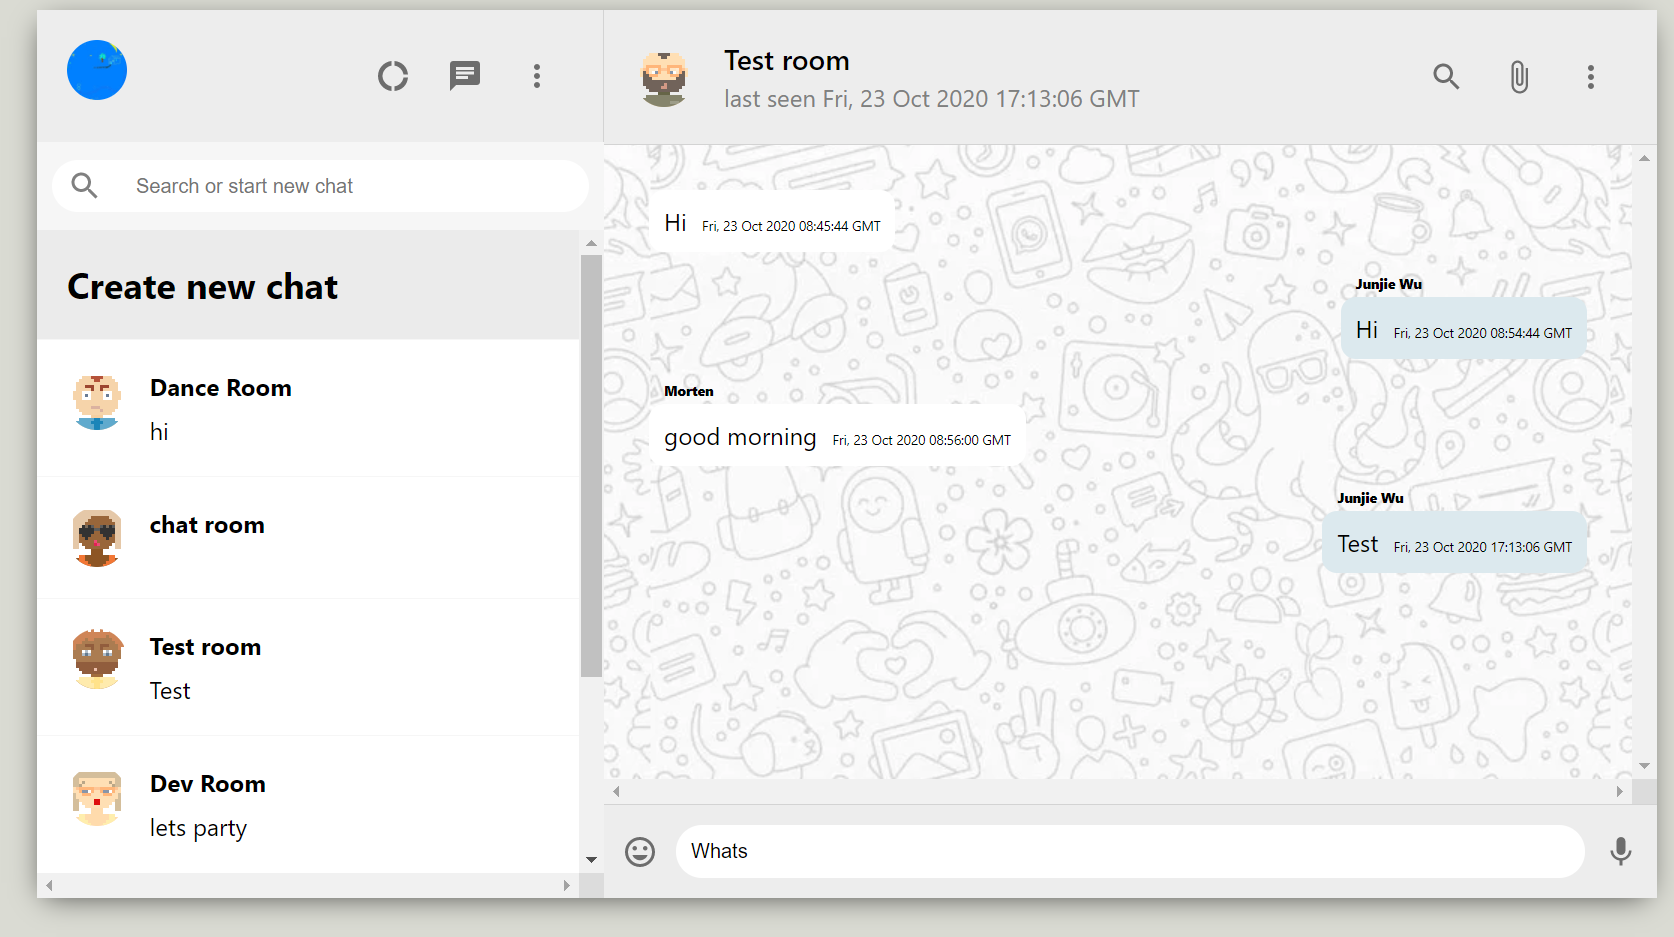 Search or start new chat
Create new chat
Dance Room
hi
chat room
Test room
Test
Dev Room
lets party
Test room
last seen Fri, 23 Oct 2020 17:13:06 GMT
Hi Fri, 23 Oct 2020 08:45:44 GMT
Junjie Wu
Hi Fri, 23 Oct 2020 08:54:44 GMT
Morten
good morning Fri, 23 Oct 2020 08:56:00 GMT
Junjie Wu
Test Fri, 23 Oct 2020 17:13:06 GMT
Whats